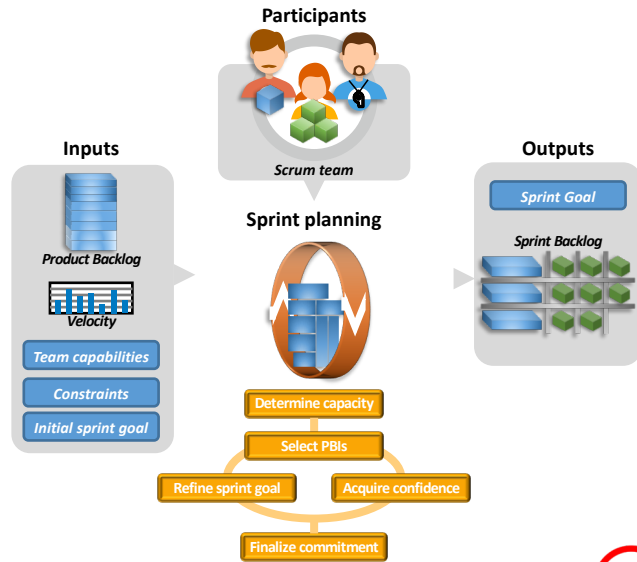 Participants
1
Scrum team
Inputs
Product Backlog
Velocity
Team capabilities
Constraints
Initial sprint goal
Sprint planning
Determine capacity
Select PBIs
Refine sprint goal
Acquire confidence
Finalize commitment
Outputs
Sprint Goal
Sprint Backlog